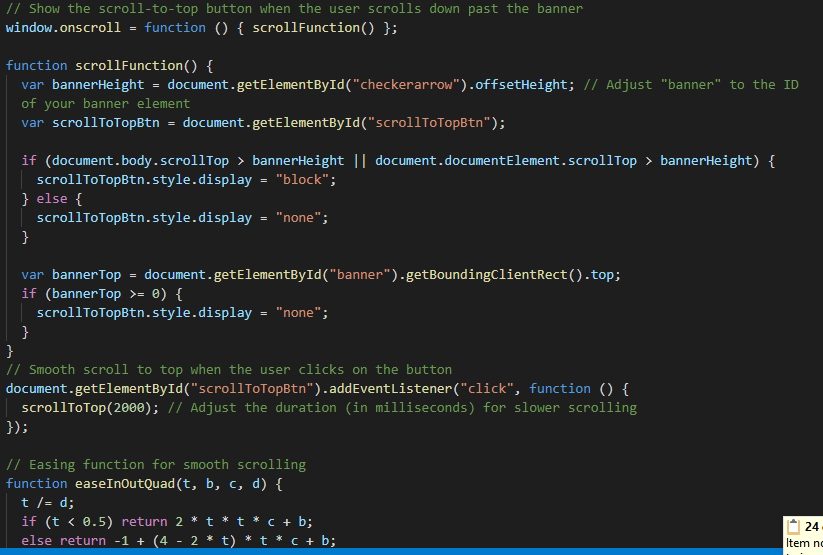 // Show the scroll-to-top button when the user scrolls down past the banner
window.onscroll = function () { scrollFunction() };

function scrollFunction() {
  var bannerHeight = document.getElementById("checkerarrow").offsetHeight; // Adjust "banner" to the ID
  of your banner element
  var scrollToTopBtn = document.getElementById("scrollToTopBtn");

  if (document.body.scrollTop > bannerHeight || document.documentElement.scrollTop > bannerHeight) {
    scrollToTopBtn.style.display = "block";
  } else {
    scrollToTopBtn.style.display = "none";
  }

  var bannerTop = document.getElementById("banner").getBoundingClientRect().top;
  if (bannerTop >= 0) {
    scrollToTopBtn.style.display = "none";
  }
}
// Smooth scroll to top when the user clicks on the button
document.getElementById("scrollToTopBtn").addEventListener("click", function () {
  scrollToTop(2000); // Adjust the duration (in milliseconds) for slower scrolling
});

// Easing function for smooth scrolling
function easeInOutQuad(t, b, c, d) {
  t /= d;
  if (t < 0.5) return 2 * t * t * c + b;
  else return -1 + (4 - 2 * t) * t * c + b;
24
Item